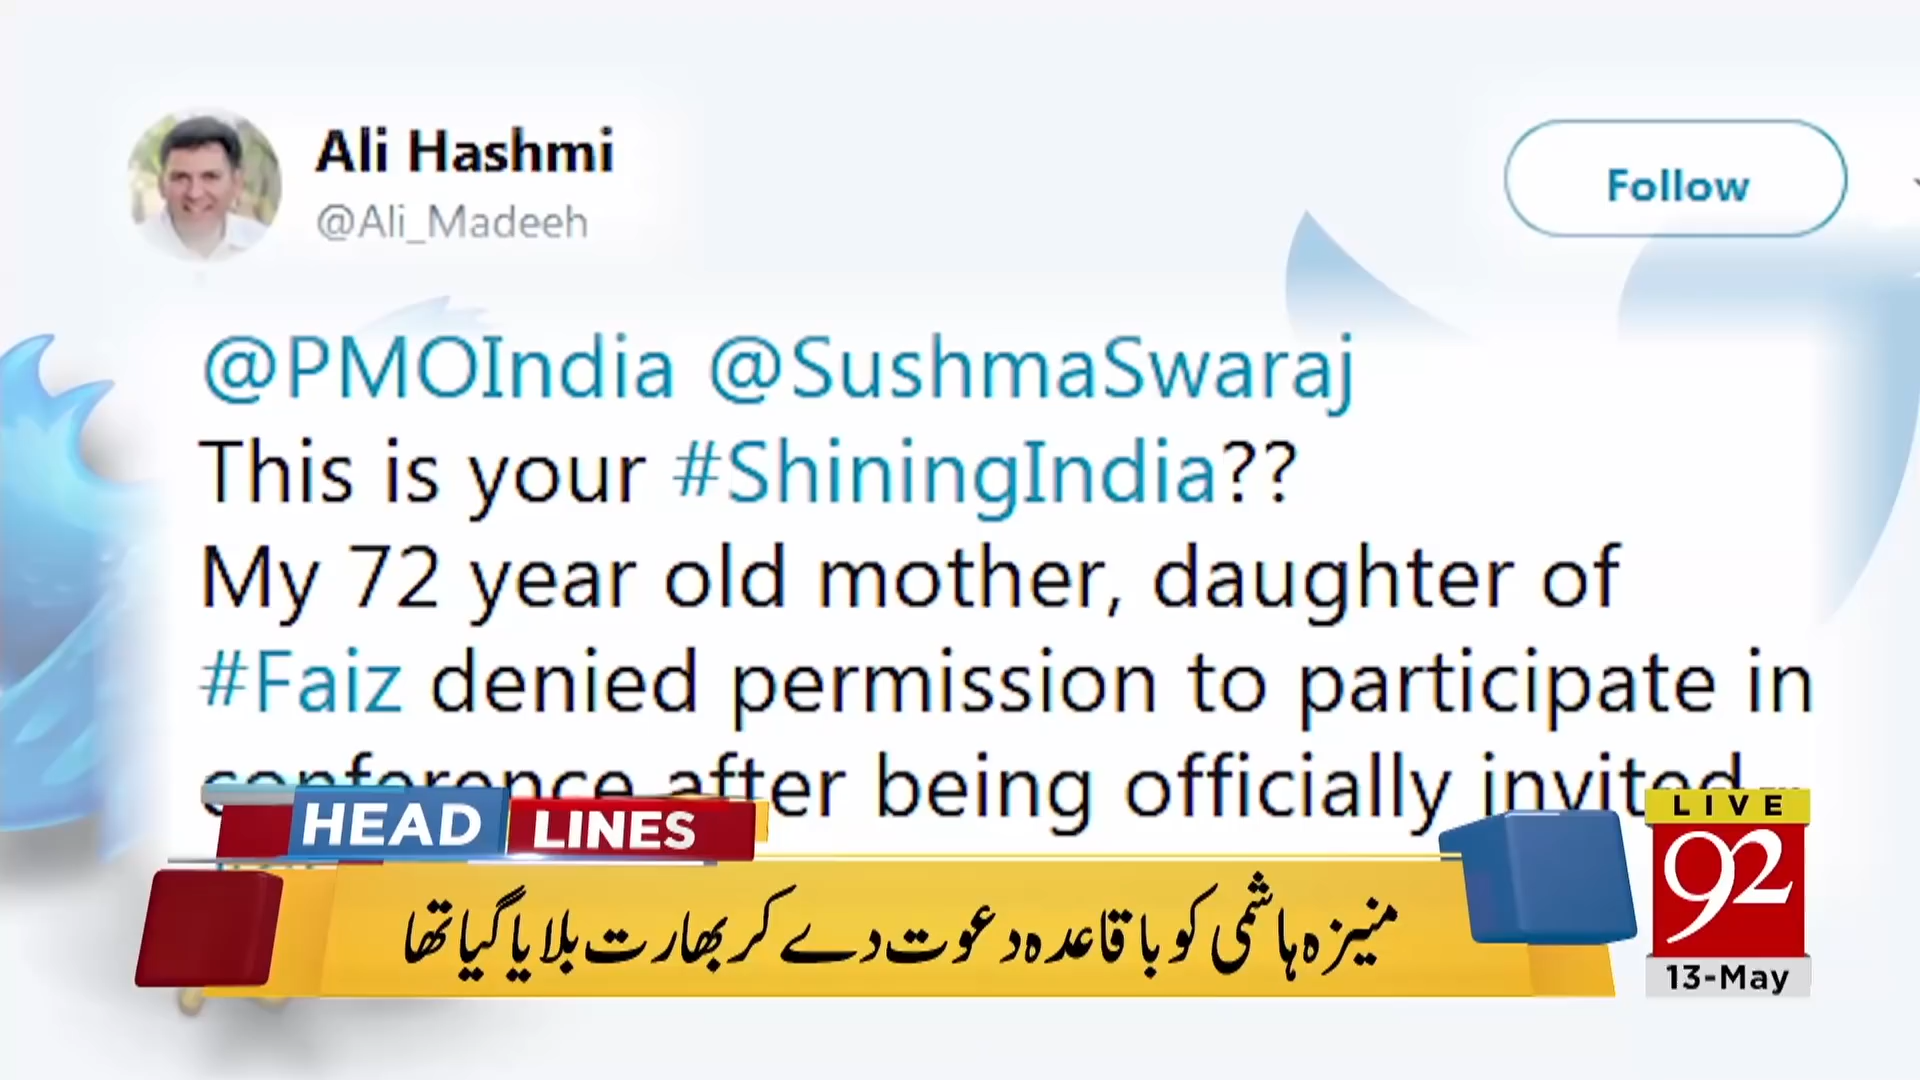 Ali Hashmi
@Ali_Madeeh
Follow
@PMOIndia @SushmaSwaraj
This is your #ShiningIndia??
My 72 year old mother, daughter of
#Faiz denied permission to participate in
conference after being officially invited
HEAD LINES
منیزہ ہاشمی کو باقاعدہ دعوت دے کر بھارت بلایا گیا تھا
LIVE
92
13-May